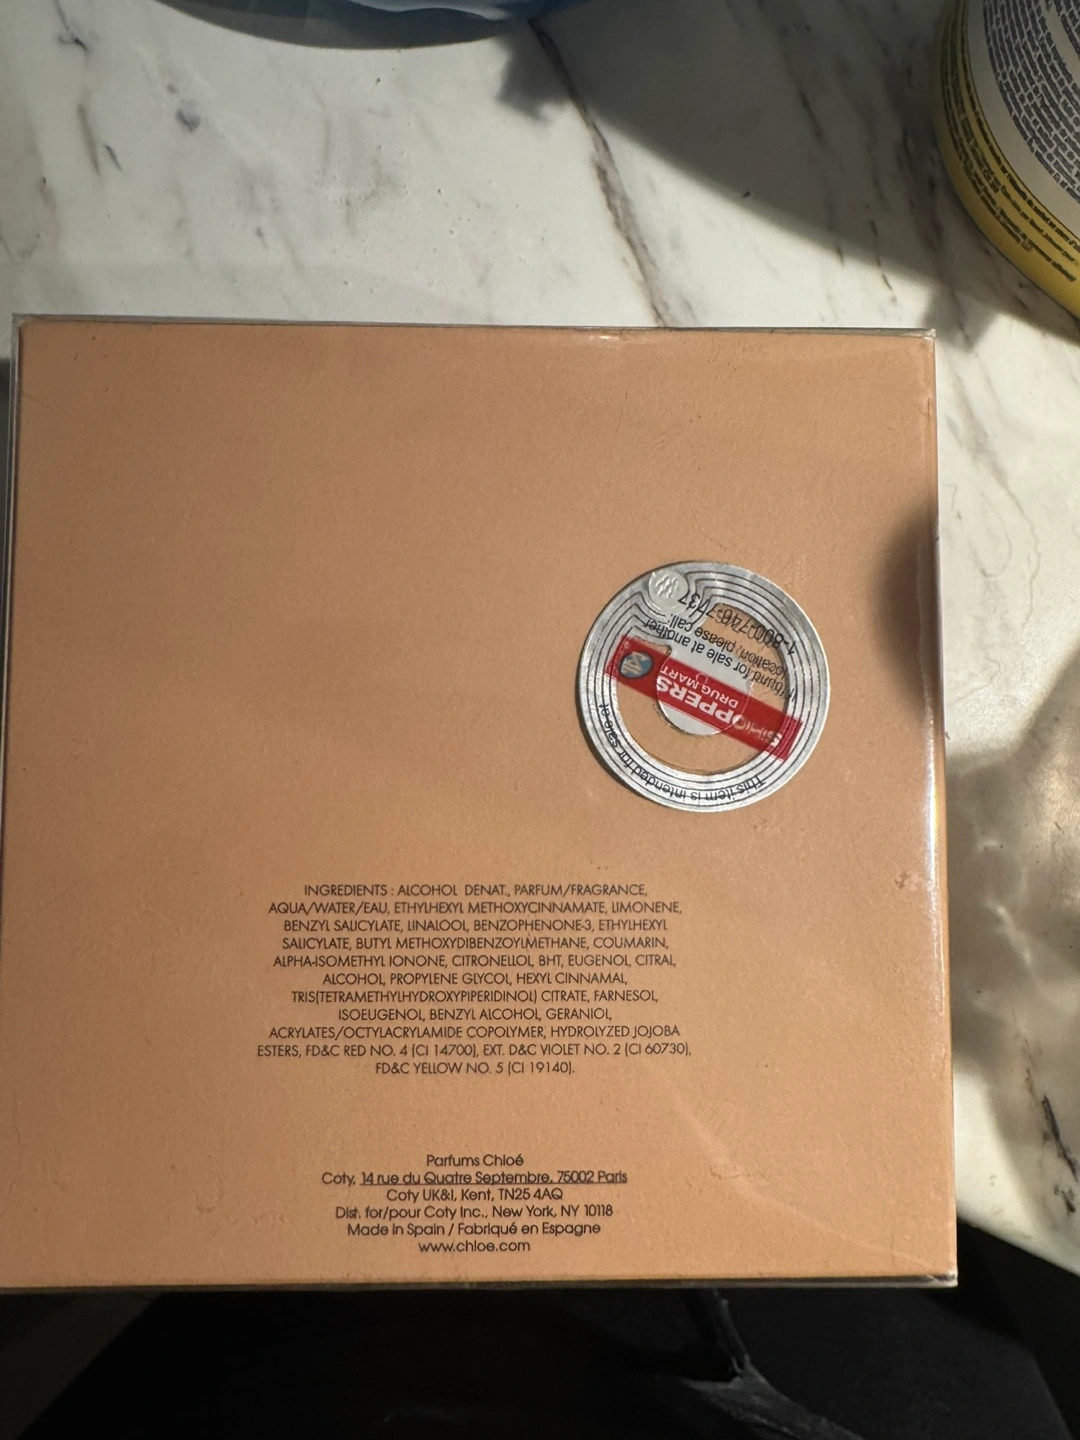 1-800-746-7737
location, please call:
found for sale at another
SHOPPERS
DRUG MART
This item is intended for sale at
INGREDIENTS : ALCOHOL DENAT., PARFUM/FRAGRANCE,
AQUA/WATER/EAU, ETHYLHEXYL METHOXYCINNAMATE, LIMONENE,
BENZYL SALICYLATE, LINALOOL, BENZOPHENONE-3, ETHYLHEXYL
SALICYLATE, BUTYL METHOXYDIBENZOYLMETHANE, COUMARIN,
ALPHA-ISOMETHYL IONONE, CITRONELLOL, BHT, EUGENOL, CITRAL,
ALCOHOL, PROPYLENE GLYCOL, HEXYL CINNAMAL,
TRIS(TETRAMETHYLHYDROXYPIPERIDINOL) CITRATE, FARNESOL,
ISOEUGENOL, BENZYL ALCOHOL, GERANIOL,
ACRYLATES/OCTYLACRYLAMIDE COPOLYMER, HYDROLYZED JOJOBA
ESTERS, FD&C RED NO. 4 (CI 14700), EXT. D&C VIOLET NO. 2 (CI 60730),
FD&C YELLOW NO. 5 (CI 19140).
Parfums Chloé
Coty, 14 rue du Quatre Septembre, 75002 Paris
Coty UK&I, Kent, TN25 4AQ
Dist. for/pour Coty Inc., New York, NY 10118
Made in Spain / Fabriqué en Espagne
www.chloe.com